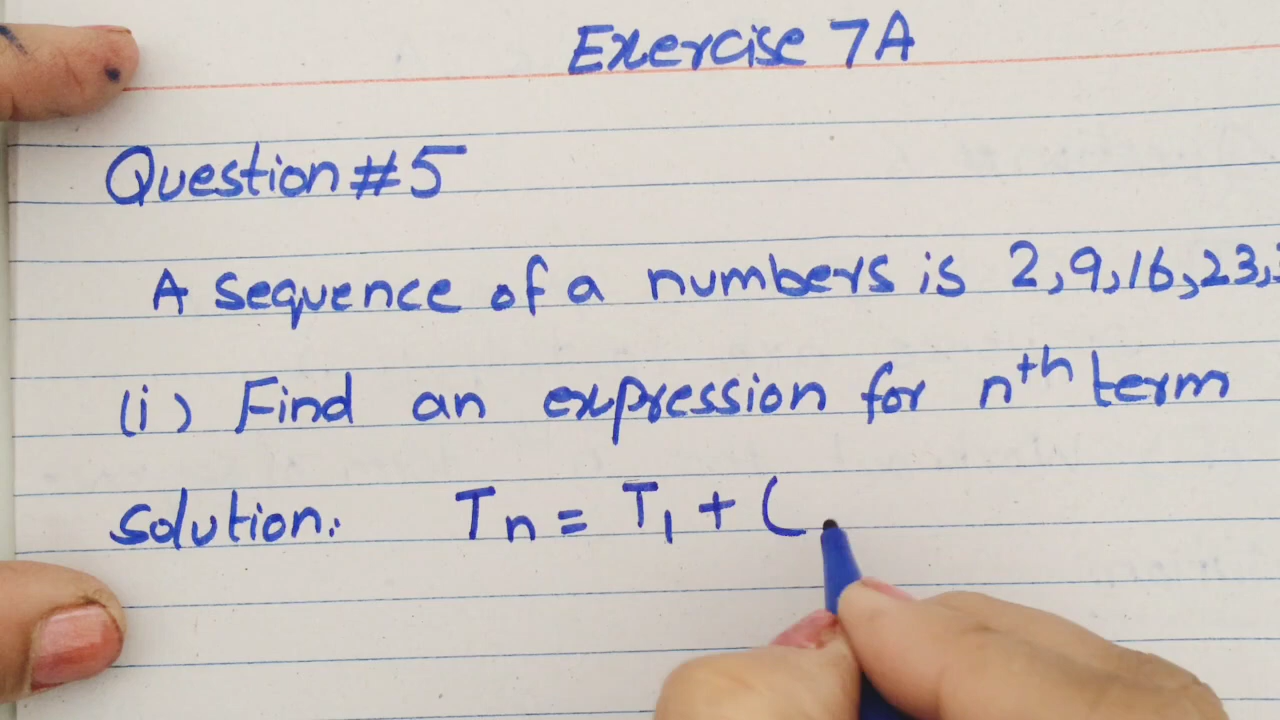 Exercise 7A
Question #5
A sequence of a numbers is 2,9,16,23,
(i) Find an expression for nth term
Solution: Tn = T1 + (